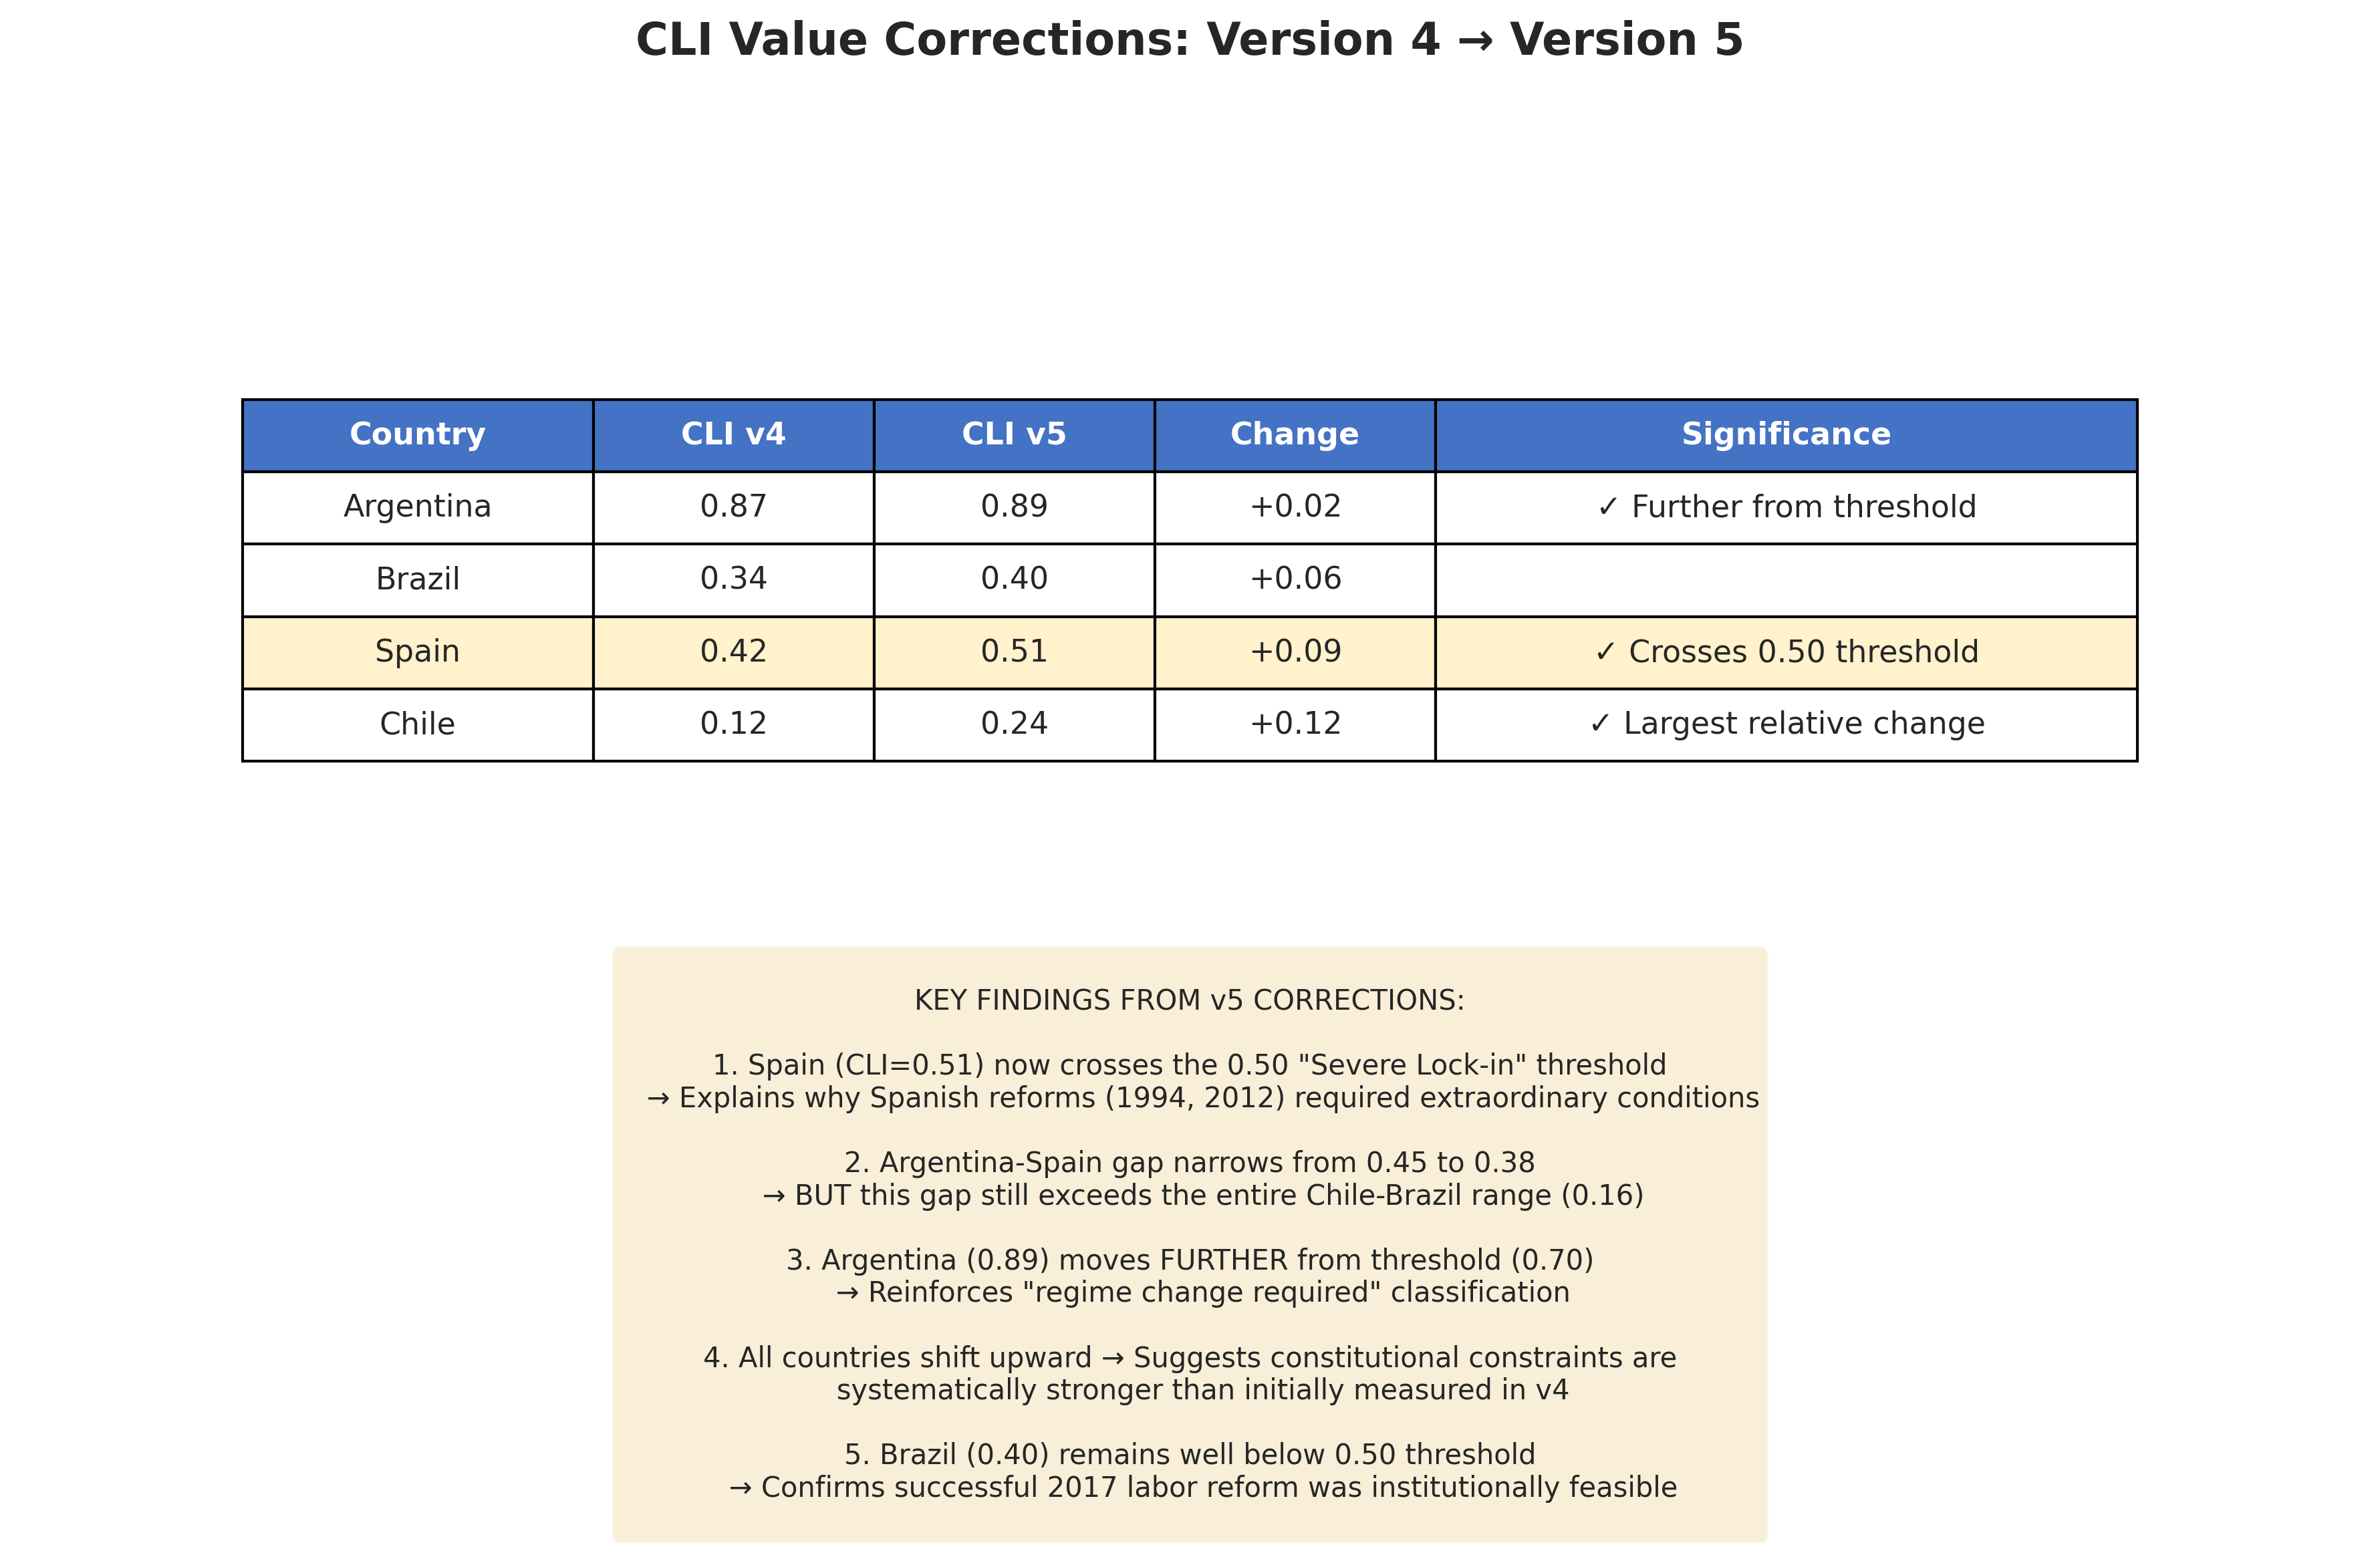 CLI Value Corrections: Version 4 → Version 5
Country CLI v4 CLI v5 Change Significance
Argentina 0.87 0.89 +0.02 ✓ Further from threshold
Brazil 0.34 0.40 +0.06
Spain 0.42 0.51 +0.09 ✓ Crosses 0.50 threshold
Chile 0.12 0.24 +0.12 ✓ Largest relative change
KEY FINDINGS FROM v5 CORRECTIONS:
1. Spain (CLI=0.51) now crosses the 0.50 "Severe Lock-in" threshold
→ Explains why Spanish reforms (1994, 2012) required extraordinary conditions
2. Argentina-Spain gap narrows from 0.45 to 0.38
→ BUT this gap still exceeds the entire Chile-Brazil range (0.16)
3. Argentina (0.89) moves FURTHER from threshold (0.70)
→ Reinforces "regime change required" classification
4. All countries shift upward → Suggests constitutional constraints are
systematically stronger than initially measured in v4
5. Brazil (0.40) remains well below 0.50 threshold
→ Confirms successful 2017 labor reform was institutionally feasible